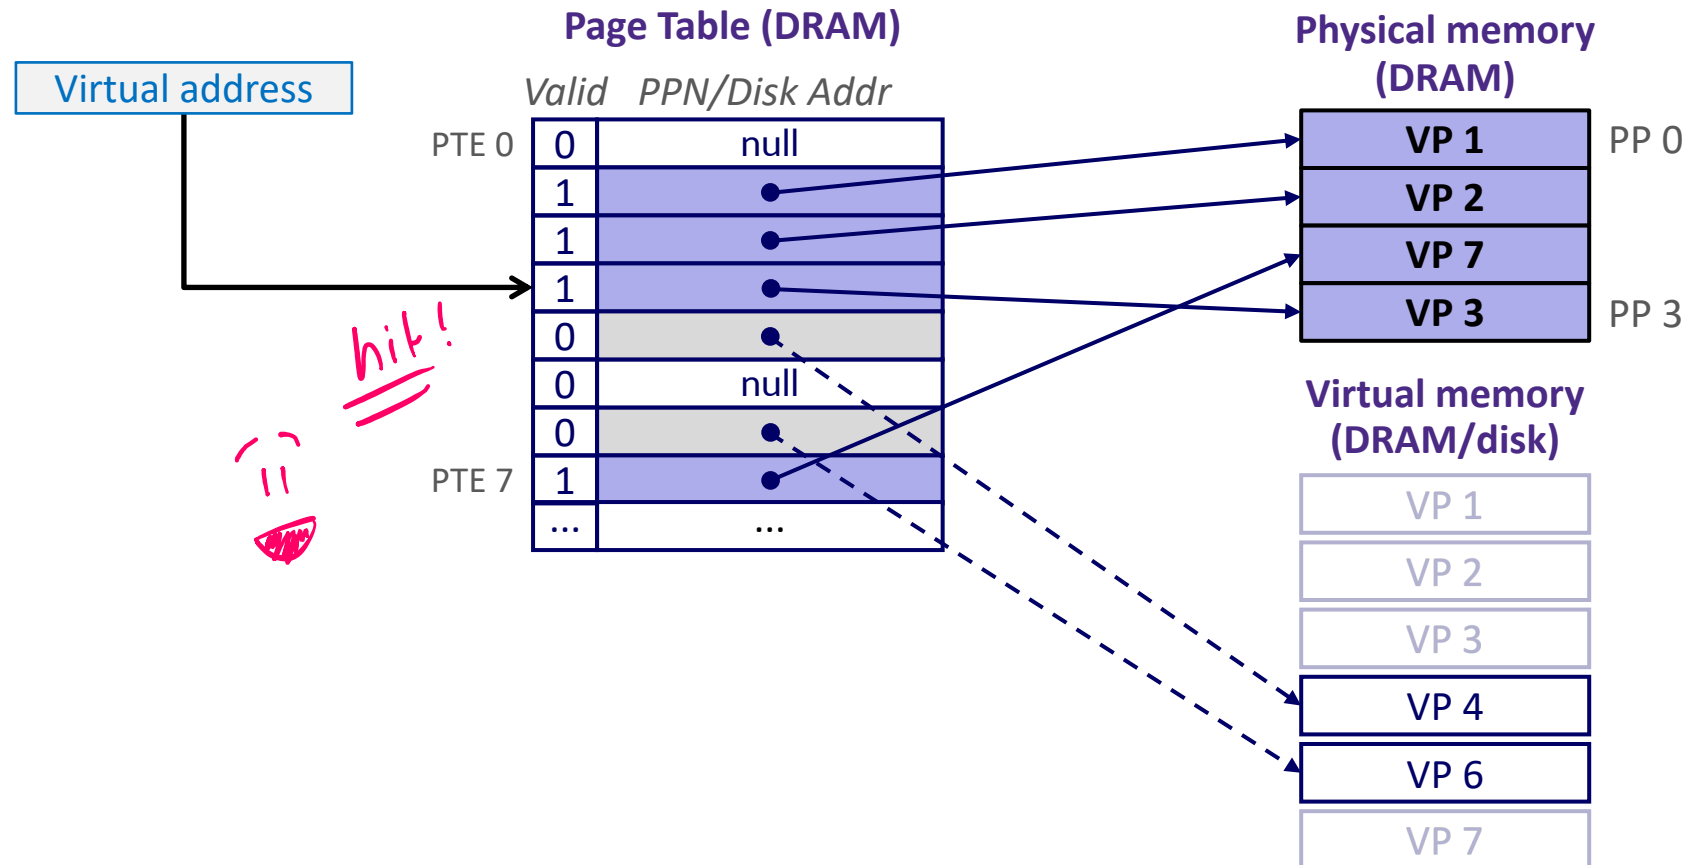 Page Table (DRAM)
Physical memory
(DRAM)
Virtual address
Valid PPN/Disk Addr
PTE 0 0 null
1
1
1
0
0 null
0
PTE 7 1
... ...
hit!
VP 1 PP 0
VP 2
VP 7
VP 3 PP 3
Virtual memory
(DRAM/disk)
VP 1
VP 2
VP 3
VP 4
VP 6
VP 7